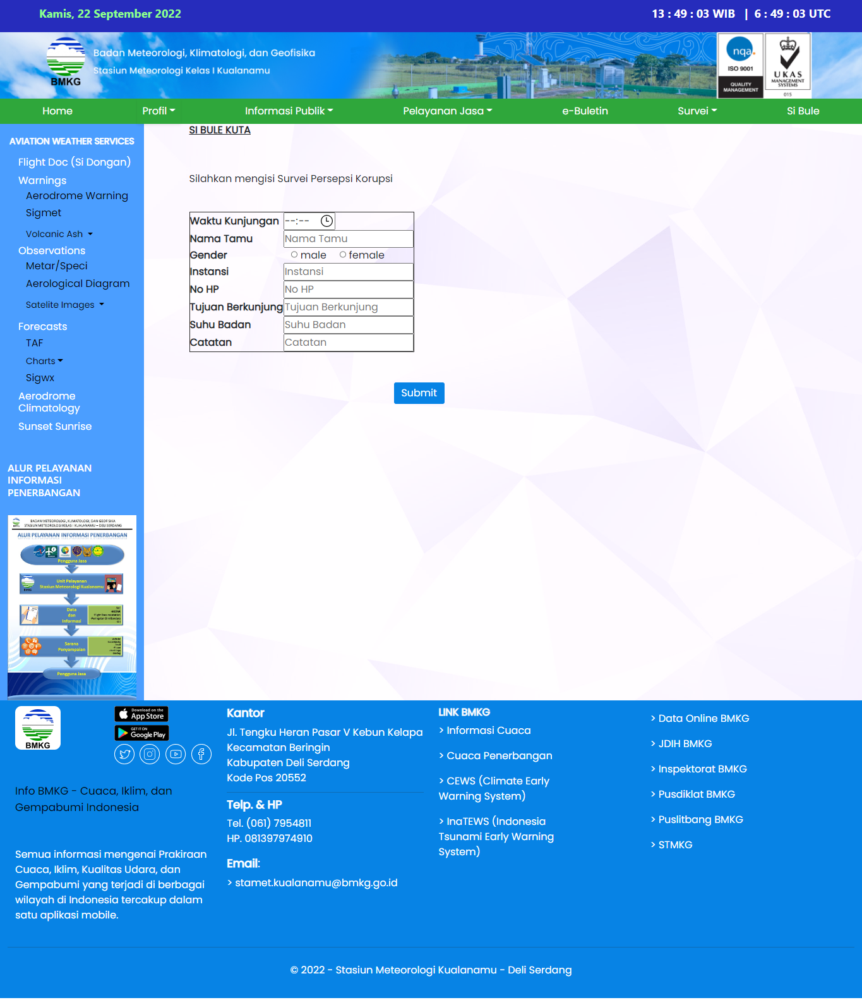 Kamis, 22 September 2022
13 : 49 : 03 WIB | 6 : 49 : 03 UTC
BMKG
Badan Meteorologi, Klimatologi, dan Geofisika
Stasiun Meteorologi Kelas I Kualanamu
nqa.
ISO 9001
QUALITY
MANAGEMENT
UKAS
MANAGEMENT
SYSTEMS
015
Home
Profil
Informasi Publik
Pelayanan Jasa
e-Buletin
Survei
Si Bule
AVIATION WEATHER SERVICES
Flight Doc (Si Dongan)
Warnings
Aerodrome Warning
Sigmet
Volcanic Ash
Observations
Metar/Speci
Aerological Diagram
Satelite Images
Forecasts
TAF
Charts
Sigwx
Aerodrome
Climatology
Sunset Sunrise
ALUR PELAYANAN
INFORMASI
PENERBANGAN
BADAN METEOROLOGI, KLIMATOLOGI, DAN GEOFISIKA
STASIUN METEOROLOGI KELAS I KUALANAMU – DELI SERDANG
ALUR PELAYANAN INFORMASI PENERBANGAN
Pengguna Jasa
Unit Pelayanan
Stasiun Meteorologi Kualanamu
BMKG
Data
dan
Informasi
Sarana
Penyampaian
Pengguna Jasa
SI BULE KUTA
Silahkan mengisi Survei Persepsi Korupsi
Waktu Kunjungan --:--
Nama Tamu Nama Tamu
Gender male female
Instansi Instansi
No HP No HP
Tujuan Berkunjung Tujuan Berkunjung
Suhu Badan Suhu Badan
Catatan Catatan
Submit
BMKG
Download on the
App Store
GET IT ON
Google Play
Info BMKG - Cuaca, Iklim, dan
Gempabumi Indonesia
Semua informasi mengenai Prakiraan
Cuaca, Iklim, Kualitas Udara, dan
Gempabumi yang terjadi di berbagai
wilayah di Indonesia tercakup dalam
satu aplikasi mobile.
Kantor
Jl. Tengku Heran Pasar V Kebun Kelapa
Kecamatan Beringin
Kabupaten Deli Serdang
Kode Pos 20552
Telp. & HP
Tel. (061) 7954811
HP. 081397974910
Email:
> stamet.kualanamu@bmkg.go.id
LINK BMKG
> Informasi Cuaca
> Cuaca Penerbangan
> CEWS (Climate Early
Warning System)
> InaTEWS (Indonesia
Tsunami Early Warning
System)
> Data Online BMKG
> JDIH BMKG
> Inspektorat BMKG
> Pusdiklat BMKG
> Puslitbang BMKG
> STMKG
© 2022 - Stasiun Meteorologi Kualanamu - Deli Serdang